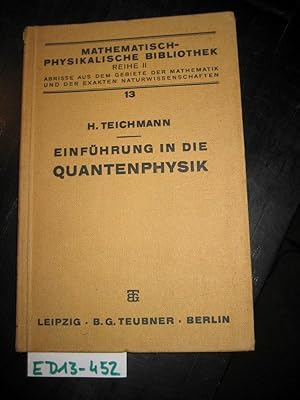 MATHEMATISCH-
PHYSIKALISCHE BIBLIOTHEK
REIHE II
ABRISSE AUS DEM GEBIETE DER MATHEMATIK
UND DER EXAKTEN NATURWISSENSCHAFTEN
13
H. TEICHMANN
EINFÜHRUNG IN DIE
QUANTENPHYSIK
LEIPZIG · B. G. TEUBNER · BERLIN
ED13-452